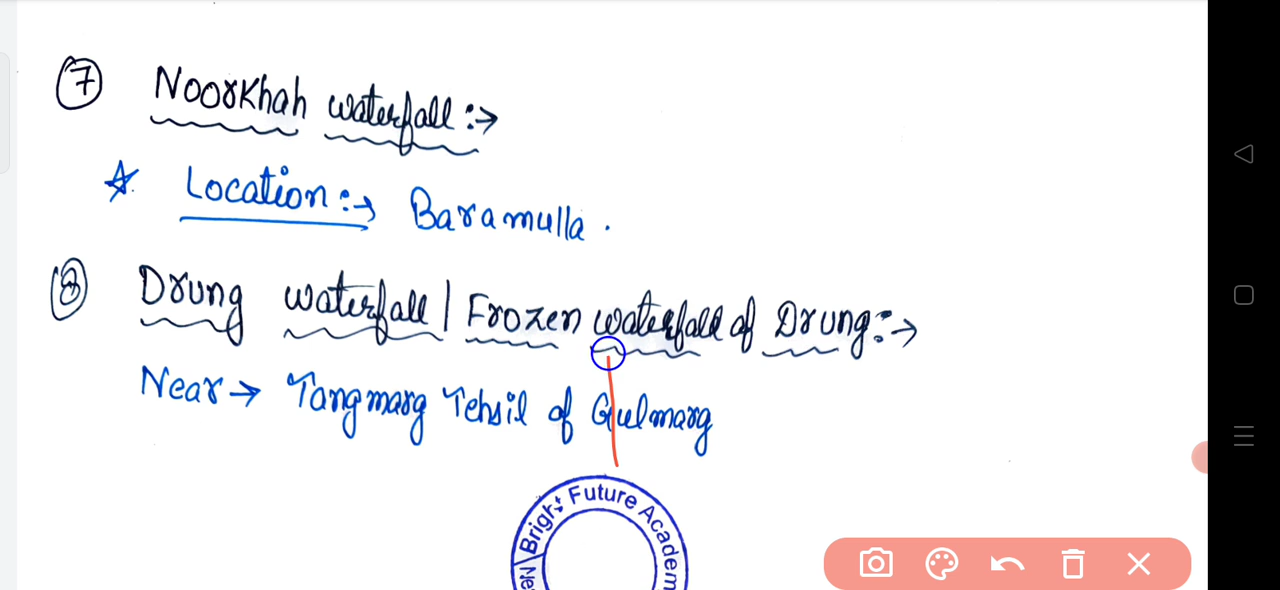 7 Noorkhah waterfall :→
☆ Location :→ Baramulla .
8 Drung waterfall | Frozen waterfall of Drung :→
Near → Tangmarg Tehsil of Gulmarg
Bright Future Academ
Ne